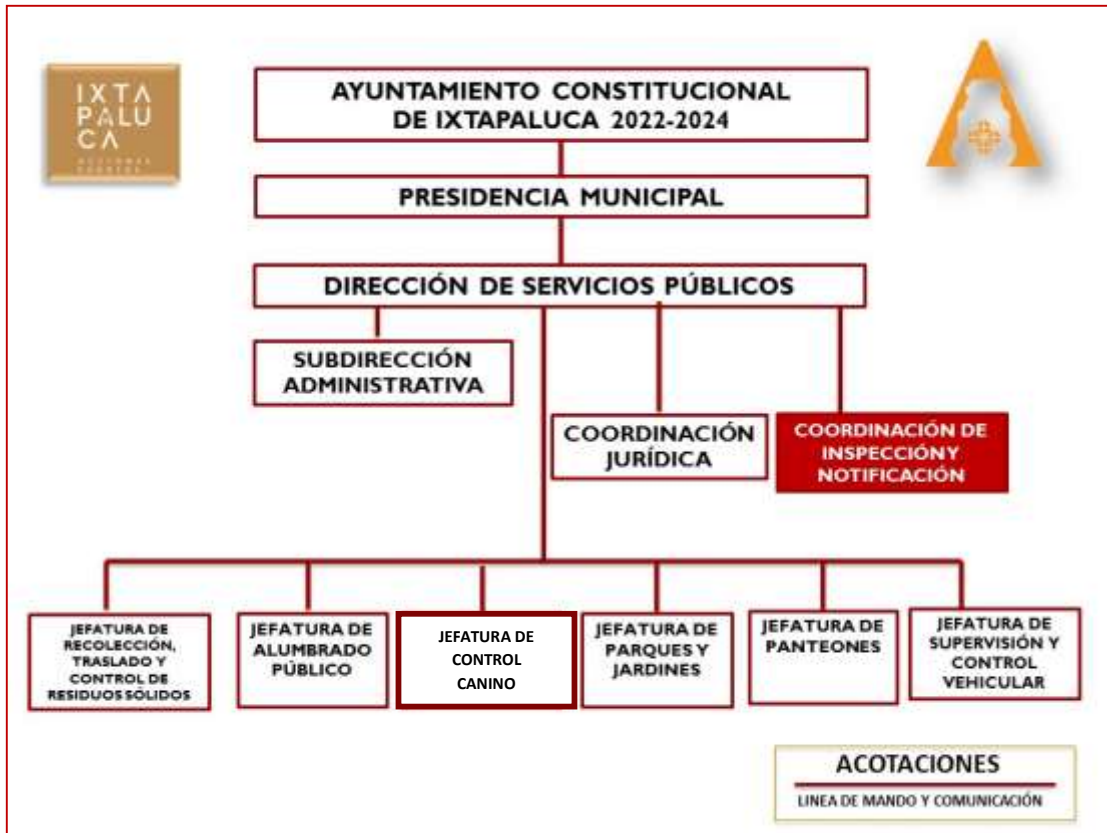 IXTA
PALU
CA
AYUNTAMIENTO CONSTITUCIONAL
DE IXTAPALUCA 2022-2024
PRESIDENCIA MUNICIPAL
DIRECCIÓN DE SERVICIOS PÚBLICOS
SUBDIRECCIÓN
ADMINISTRATIVA
COORDINACIÓN
JURÍDICA
COORDINACIÓN DE
INSPECCIÓN Y
NOTIFICACIÓN
JEFATURA DE
RECOLECCIÓN,
TRASLADO Y
CONTROL DE
RESIDUOS SÓLIDOS
JEFATURA DE
ALUMBRADO
PÚBLICO
JEFATURA DE
CONTROL
CANINO
JEFATURA DE
PARQUES Y
JARDINES
JEFATURA DE
PANTEONES
JEFATURA DE
SUPERVISIÓN Y
CONTROL
VEHICULAR
ACOTACIONES
LINEA DE MANDO Y COMUNICACIÓN